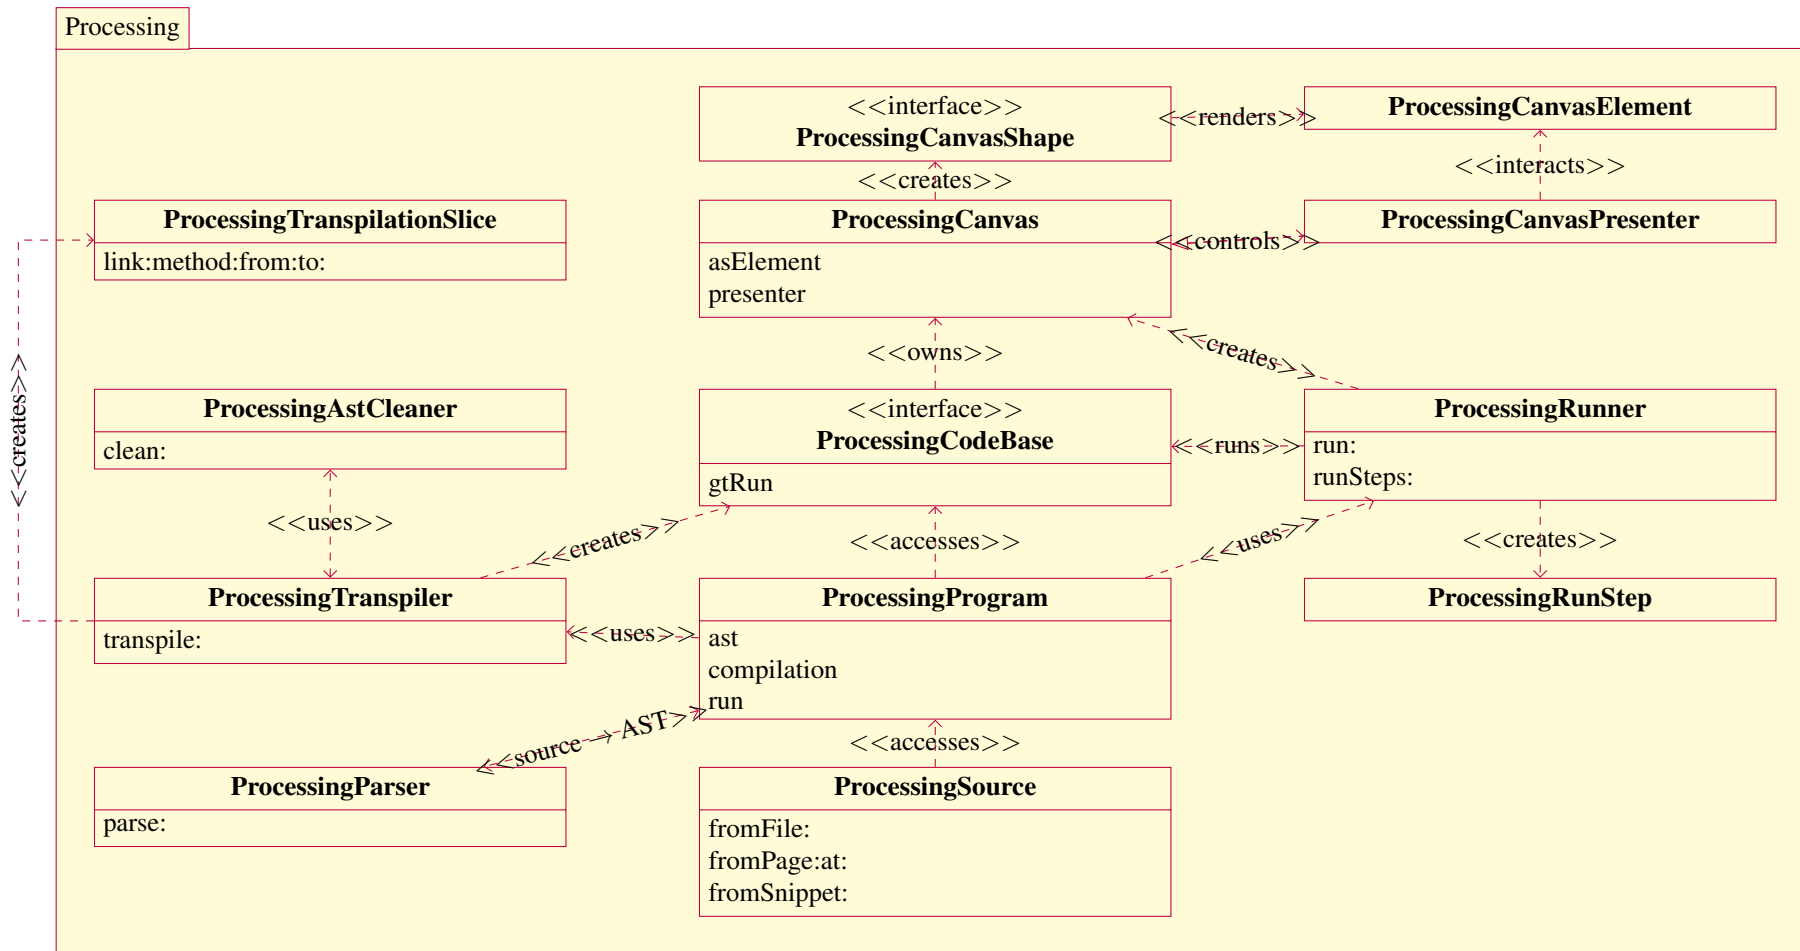 Processing
<<interface>>
ProcessingCanvasShape
<<renders>>
ProcessingCanvasElement
<<creates>>
<<interacts>>
ProcessingTranspilationSlice
link:method:from:to:
ProcessingCanvas
asElement
presenter
<<controls>>
ProcessingCanvasPresenter
<<owns>>
<<creates>>
<<creates>>
ProcessingAstCleaner
clean:
<<interface>>
ProcessingCodeBase
gtRun
<<runs>>
ProcessingRunner
run:
runSteps:
<<uses>>
<<creates>>
<<accesses>>
<<uses>>
<<creates>>
ProcessingTranspiler
transpile:
<<uses>>
ProcessingProgram
ast
compilation
run
ProcessingRunStep
<<source → AST>>
<<accesses>>
ProcessingParser
parse:
ProcessingSource
fromFile:
fromPage:at:
fromSnippet: